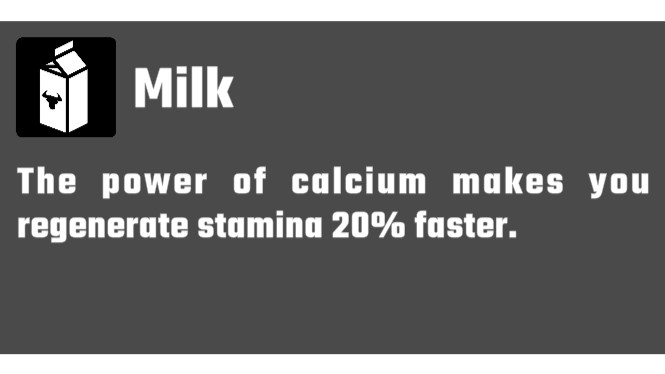 Milk
The power of calcium makes you
regenerate stamina 20% faster.